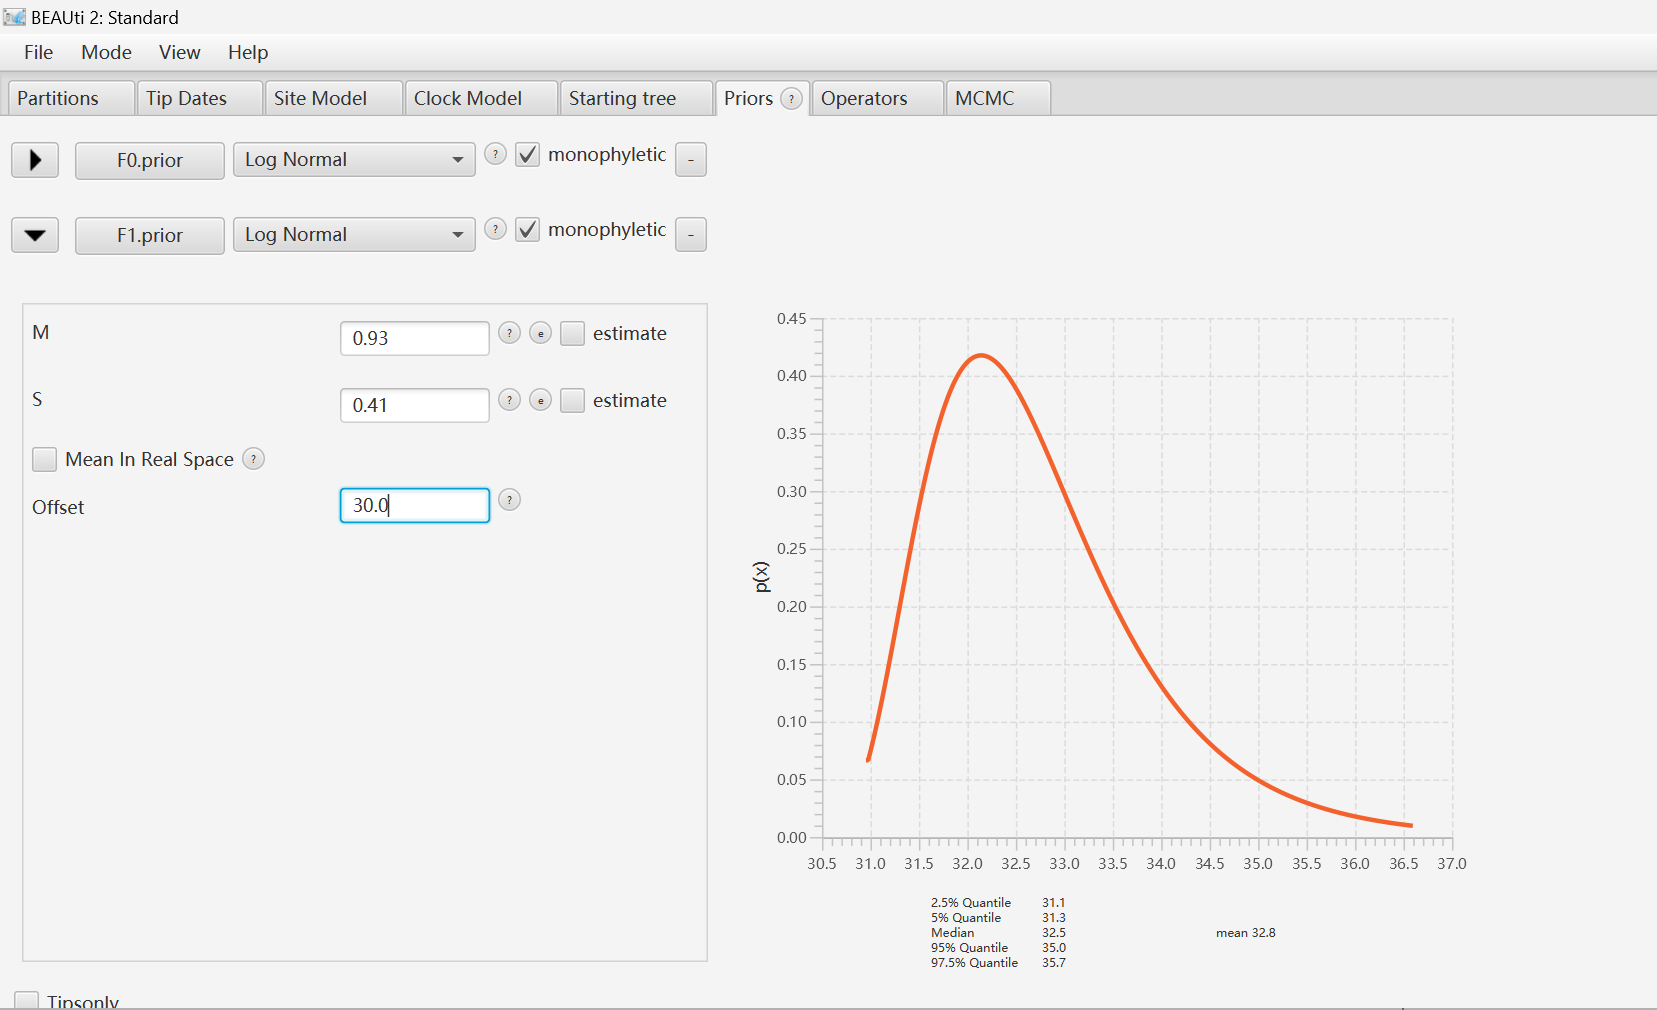 BEAUti 2: Standard
File Mode View Help
Partitions Tip Dates Site Model Clock Model Starting tree Priors ? Operators MCMC
F0.prior Log Normal ? monophyletic -
F1.prior Log Normal ? monophyletic -
M 0.93 ? e estimate
S 0.41 ? e estimate
Mean In Real Space ?
Offset 30.0 ?
Tipsonly
p(x)
0.45
0.40
0.35
0.30
0.25
0.20
0.15
0.10
0.05
0.00
30.5 31.0 31.5 32.0 32.5 33.0 33.5 34.0 34.5 35.0 35.5 36.0 36.5 37.0
2.5% Quantile 31.1
5% Quantile 31.3
Median 32.5 mean 32.8
95% Quantile 35.0
97.5% Quantile 35.7